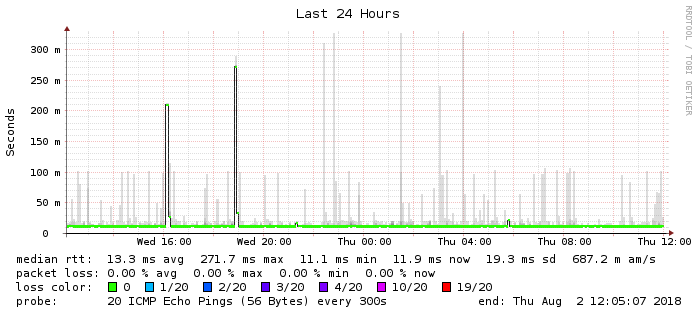 Last 24 Hours
RRDTOOL / TOBI OETIKER
Seconds
300 m
250 m
200 m
150 m
100 m
50 m
0
Wed 16:00 Wed 20:00 Thu 00:00 Thu 04:00 Thu 08:00 Thu 12:00
median rtt: 13.3 ms avg 271.7 ms max 11.1 ms min 11.9 ms now 19.3 ms sd 687.2 m am/s
packet loss: 0.00 % avg 0.00 % max 0.00 % min 0.00 % now
loss color: 0 1/20 2/20 3/20 4/20 10/20 19/20
probe: 20 ICMP Echo Pings (56 Bytes) every 300s end: Thu Aug 2 12:05:07 2018